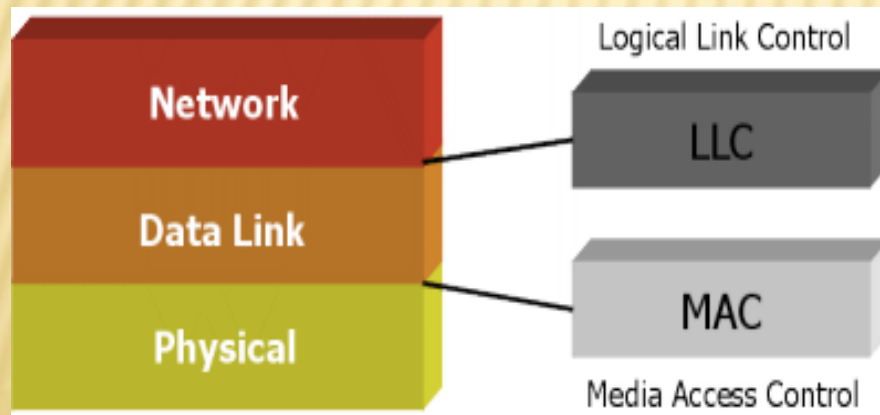 Network
Data Link
Physical
Logical Link Control
LLC
MAC
Media Access Control